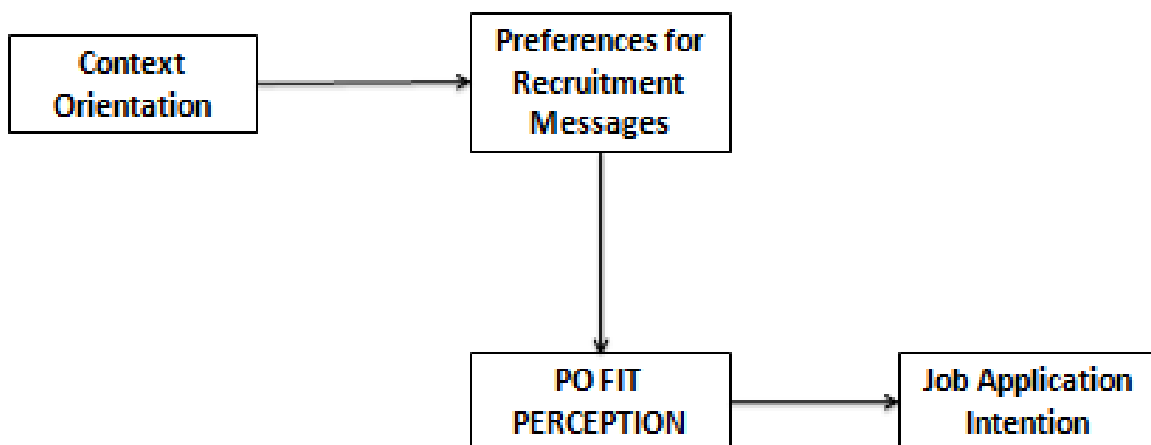 Context
Orientation
Preferences for
Recruitment
Messages
PO FIT
PERCEPTION
Job Application
Intention